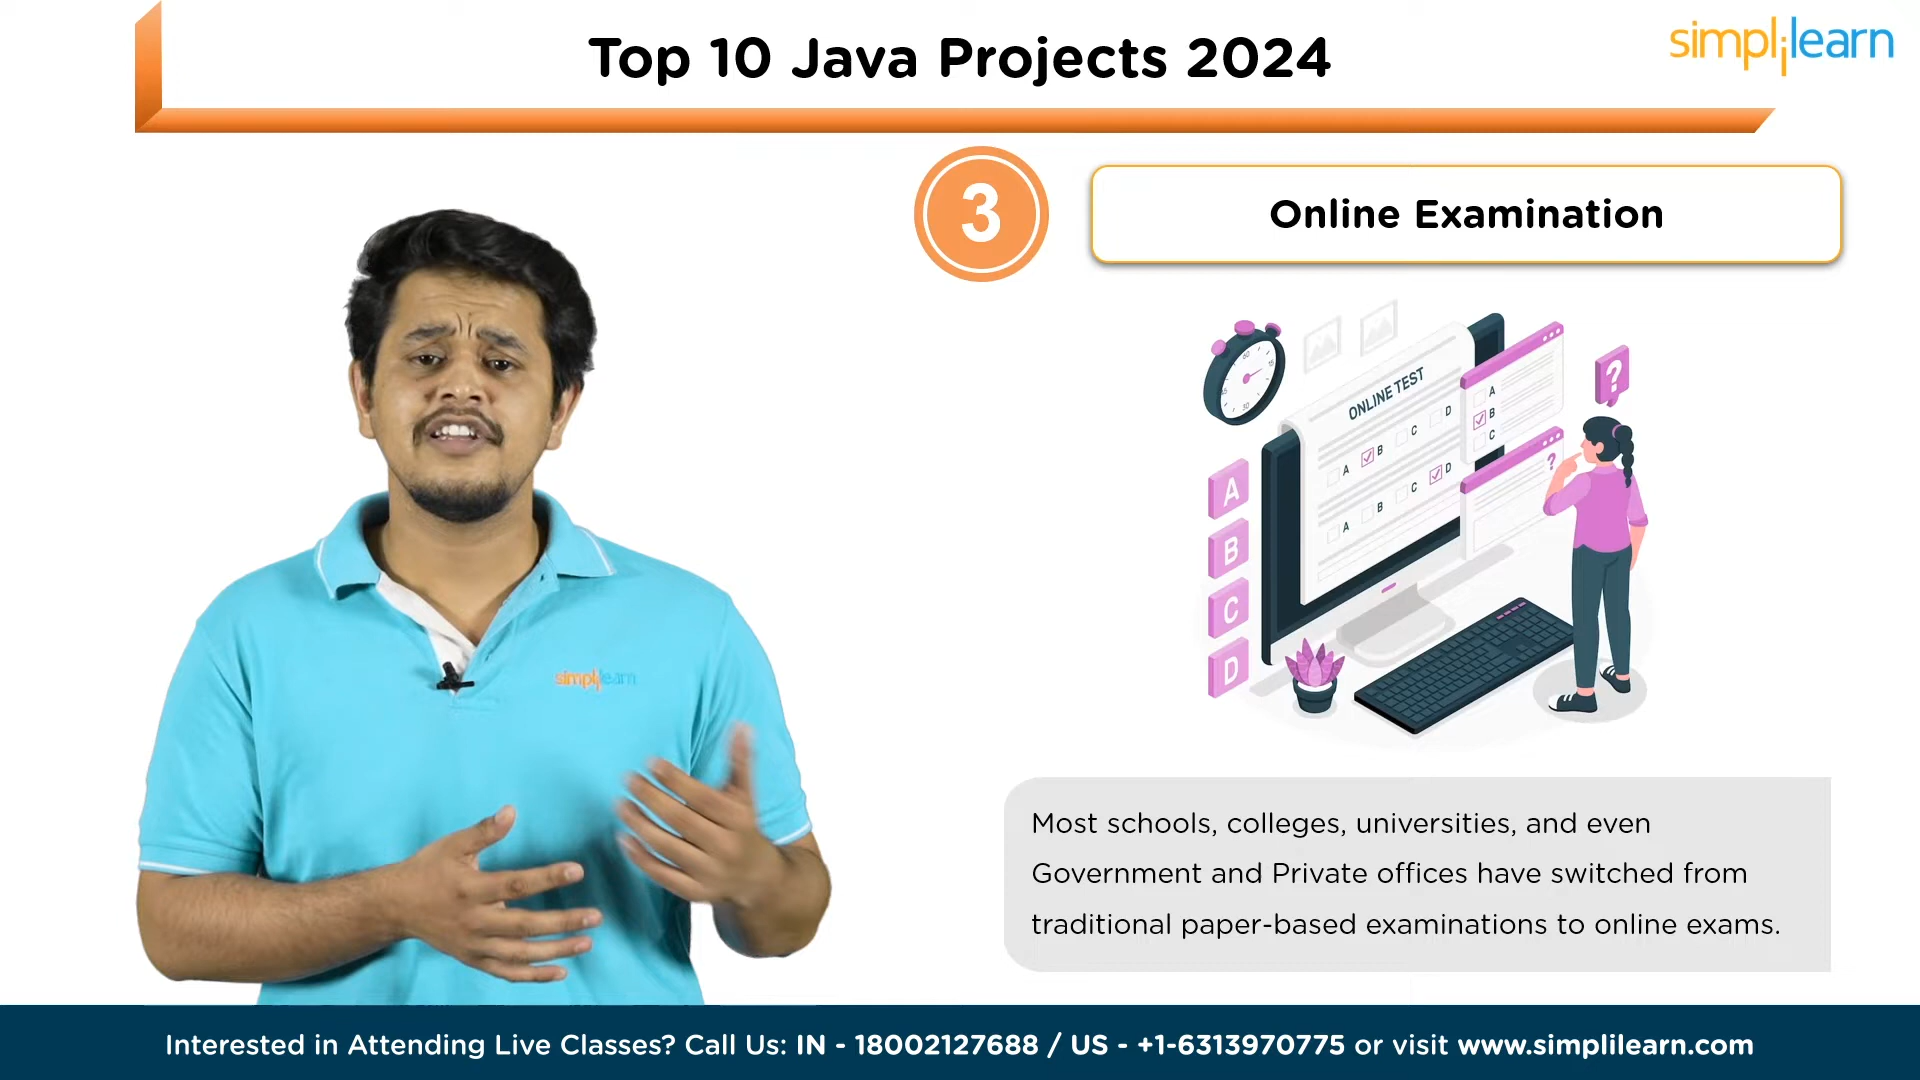 Top 10 Java Projects 2024
simplilearn
3
Online Examination
ONLINE TEST
A B C D
A B C D
A B
A
B
C
?
?
A
B
C
D
simplilearn
Most schools, colleges, universities, and even
Government and Private offices have switched from
traditional paper-based examinations to online exams.
Interested in Attending Live Classes? Call Us: IN - 18002127688 / US - +1-6313970775 or visit www.simplilearn.com